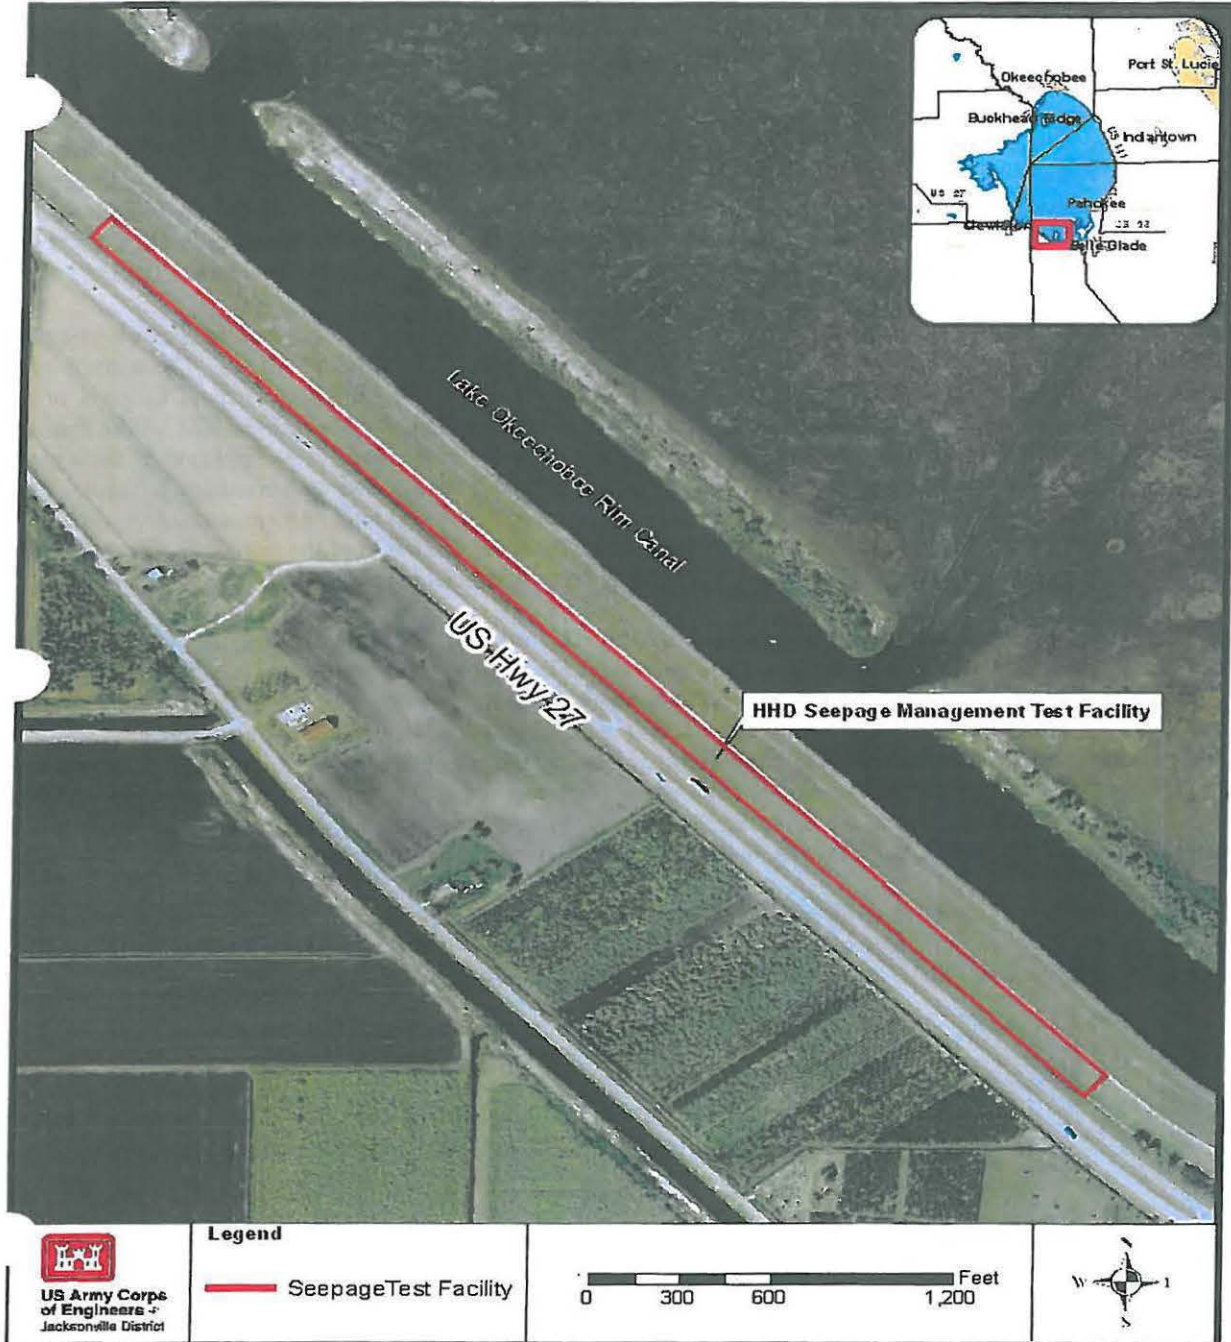 Okeechobee
Port St. Lucie
Buckhead Ridge
Indiantown
US 27
Pahokee
Clewiston
Belle Glade
Lake Okeechobee Rim Canal
US Hwy 27
HHD Seepage Management Test Facility
Legend
SeepageTest Facility
US Army Corps
of Engineers
Jacksonville District
Feet
0 300 600 1,200
W
S